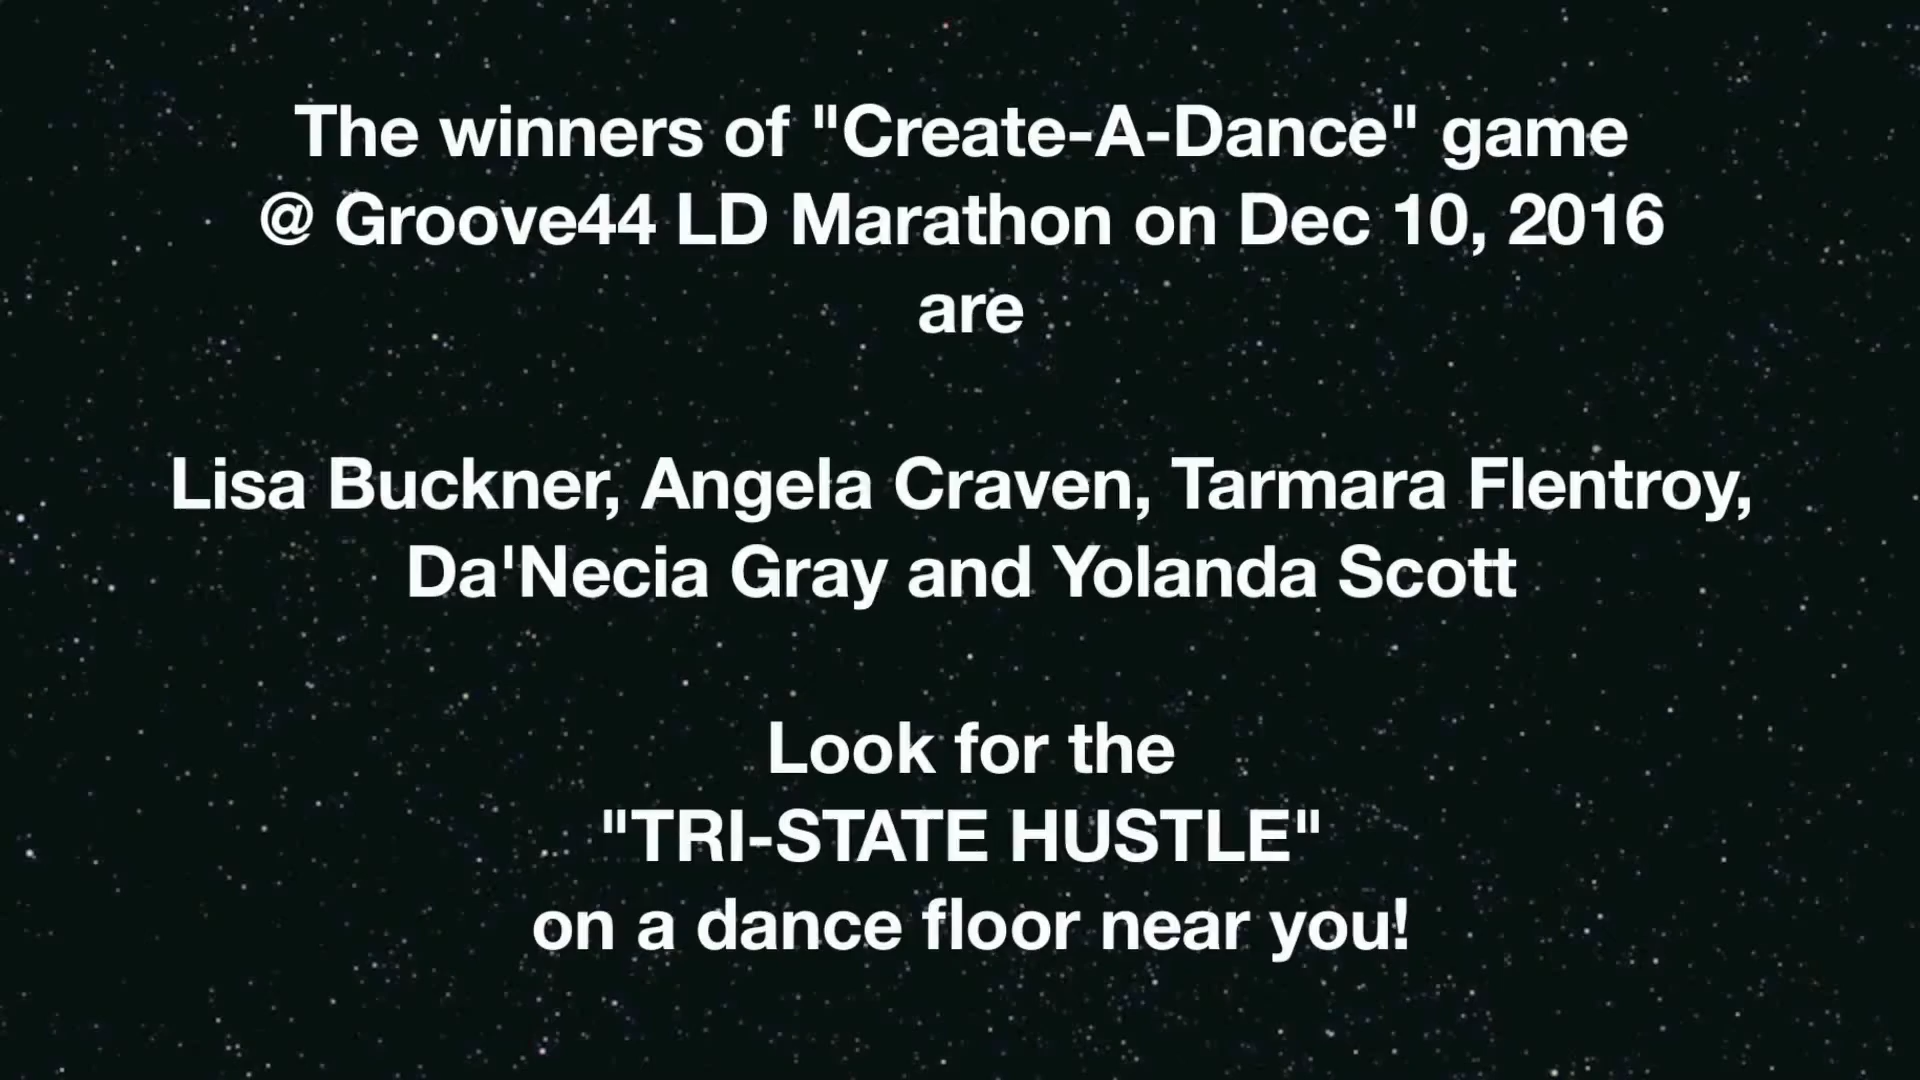 The winners of "Create-A-Dance" game
@ Groove44 LD Marathon on Dec 10, 2016
are
Lisa Buckner, Angela Craven, Tarmara Flentroy,
Da'Necia Gray and Yolanda Scott
Look for the
"TRI-STATE HUSTLE"
on a dance floor near you!